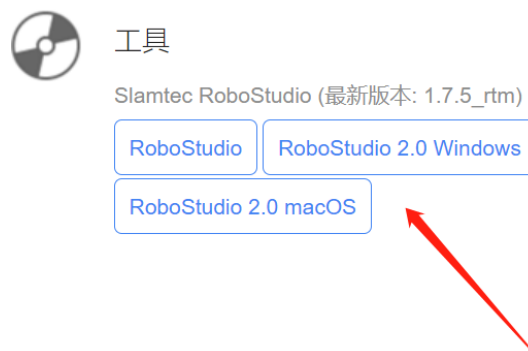 工具
Slamtec RoboStudio (最新版本: 1.7.5_rtm)
RoboStudio RoboStudio 2.0 Windows
RoboStudio 2.0 macOS